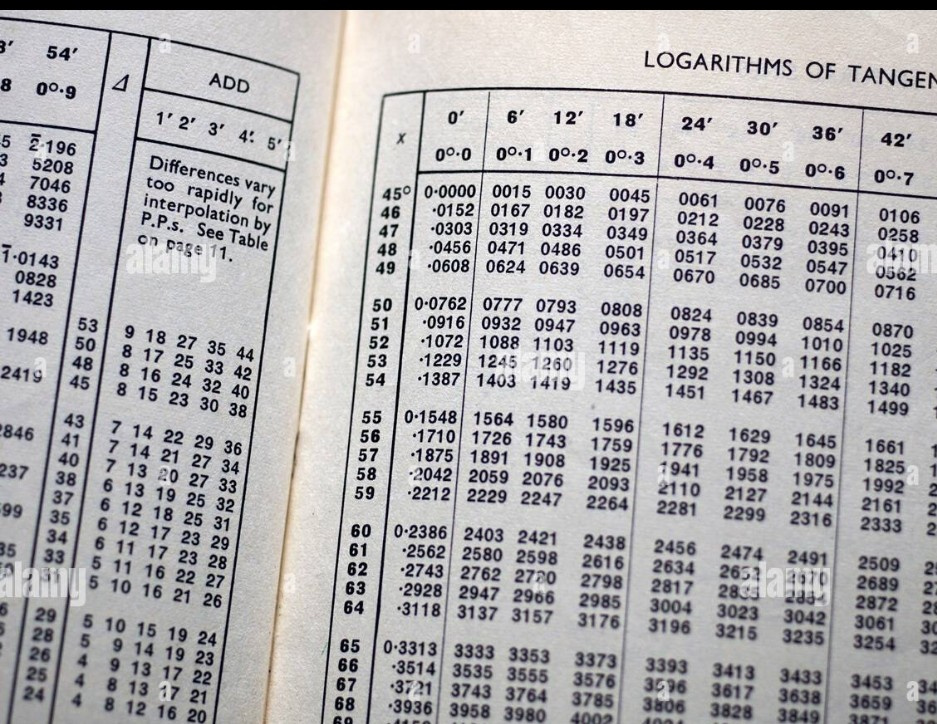 3′ 54′
8 0°·9
5 2̄·196
3 5208
4 7046
8336
9331
1̄·0143
0828
1423
1948
2419
2846
237
599
Δ
ADD
1′ 2′ 3′ 4′ 5′
Differences vary
too rapidly for
interpolation by
P.P.s. See Table
on page 11.
53 9 18 27 35 44
50 8 17 25 33 42
48 8 16 24 32 40
45 8 15 23 30 38
43 7 14 22 29 36
41 7 14 21 27 34
40 7 13 20 27 33
38 6 13 19 25 32
37 6 12 18 25 31
35 6 12 17 23 29
34 6 11 17 23 28
33 5 11 16 22 27
5 10 16 21 26
29 5 10 15 19 24
28 5 9 14 19 23
26 4 9 13 17 22
25 4 8 13 17 21
24 4 8 12 16 20
LOGARITHMS OF TANGEN
x 0′ 6′ 12′ 18′ 24′ 30′ 36′ 42′
0°·0 0°·1 0°·2 0°·3 0°·4 0°·5 0°·6 0°·7
45° 0·0000 0015 0030 0045 0061 0076 0091 0106
46 ·0152 0167 0182 0197 0212 0228 0243 0258
47 ·0303 0319 0334 0349 0364 0379 0395 0410
48 ·0456 0471 0486 0501 0517 0532 0547 0562
49 ·0608 0624 0639 0654 0670 0685 0700 0716
50 0·0762 0777 0793 0808 0824 0839 0854 0870
51 ·0916 0932 0947 0963 0978 0994 1010 1025
52 ·1072 1088 1103 1119 1135 1150 1166 1182
53 ·1229 1245 1260 1276 1292 1308 1324 1340
54 ·1387 1403 1419 1435 1451 1467 1483 1499
55 0·1548 1564 1580 1596 1612 1629 1645 1661
56 ·1710 1726 1743 1759 1776 1792 1809 1825
57 ·1875 1891 1908 1925 1941 1958 1975 1992
58 ·2042 2059 2076 2093 2110 2127 2144 2161
59 ·2212 2229 2247 2264 2281 2299 2316 2333
60 0·2386 2403 2421 2438 2456 2474 2491 2509
61 ·2562 2580 2598 2616 2634 2652 2670 2689
62 ·2743 2762 2780 2798 2817 2835 2853 2872
63 ·2928 2947 2966 2985 3004 3023 3042 3061
64 ·3118 3137 3157 3176 3196 3215 3235 3254
65 0·3313 3333 3353 3373 3393 3413 3433 3453
66 ·3514 3535 3555 3576 3596 3617 3638 3659
67 ·3721 3743 3764 3785 3806 3828 3849
68 ·3936 3958 3980 4002
69
alamy
alamy
alamy
alamy
alamy